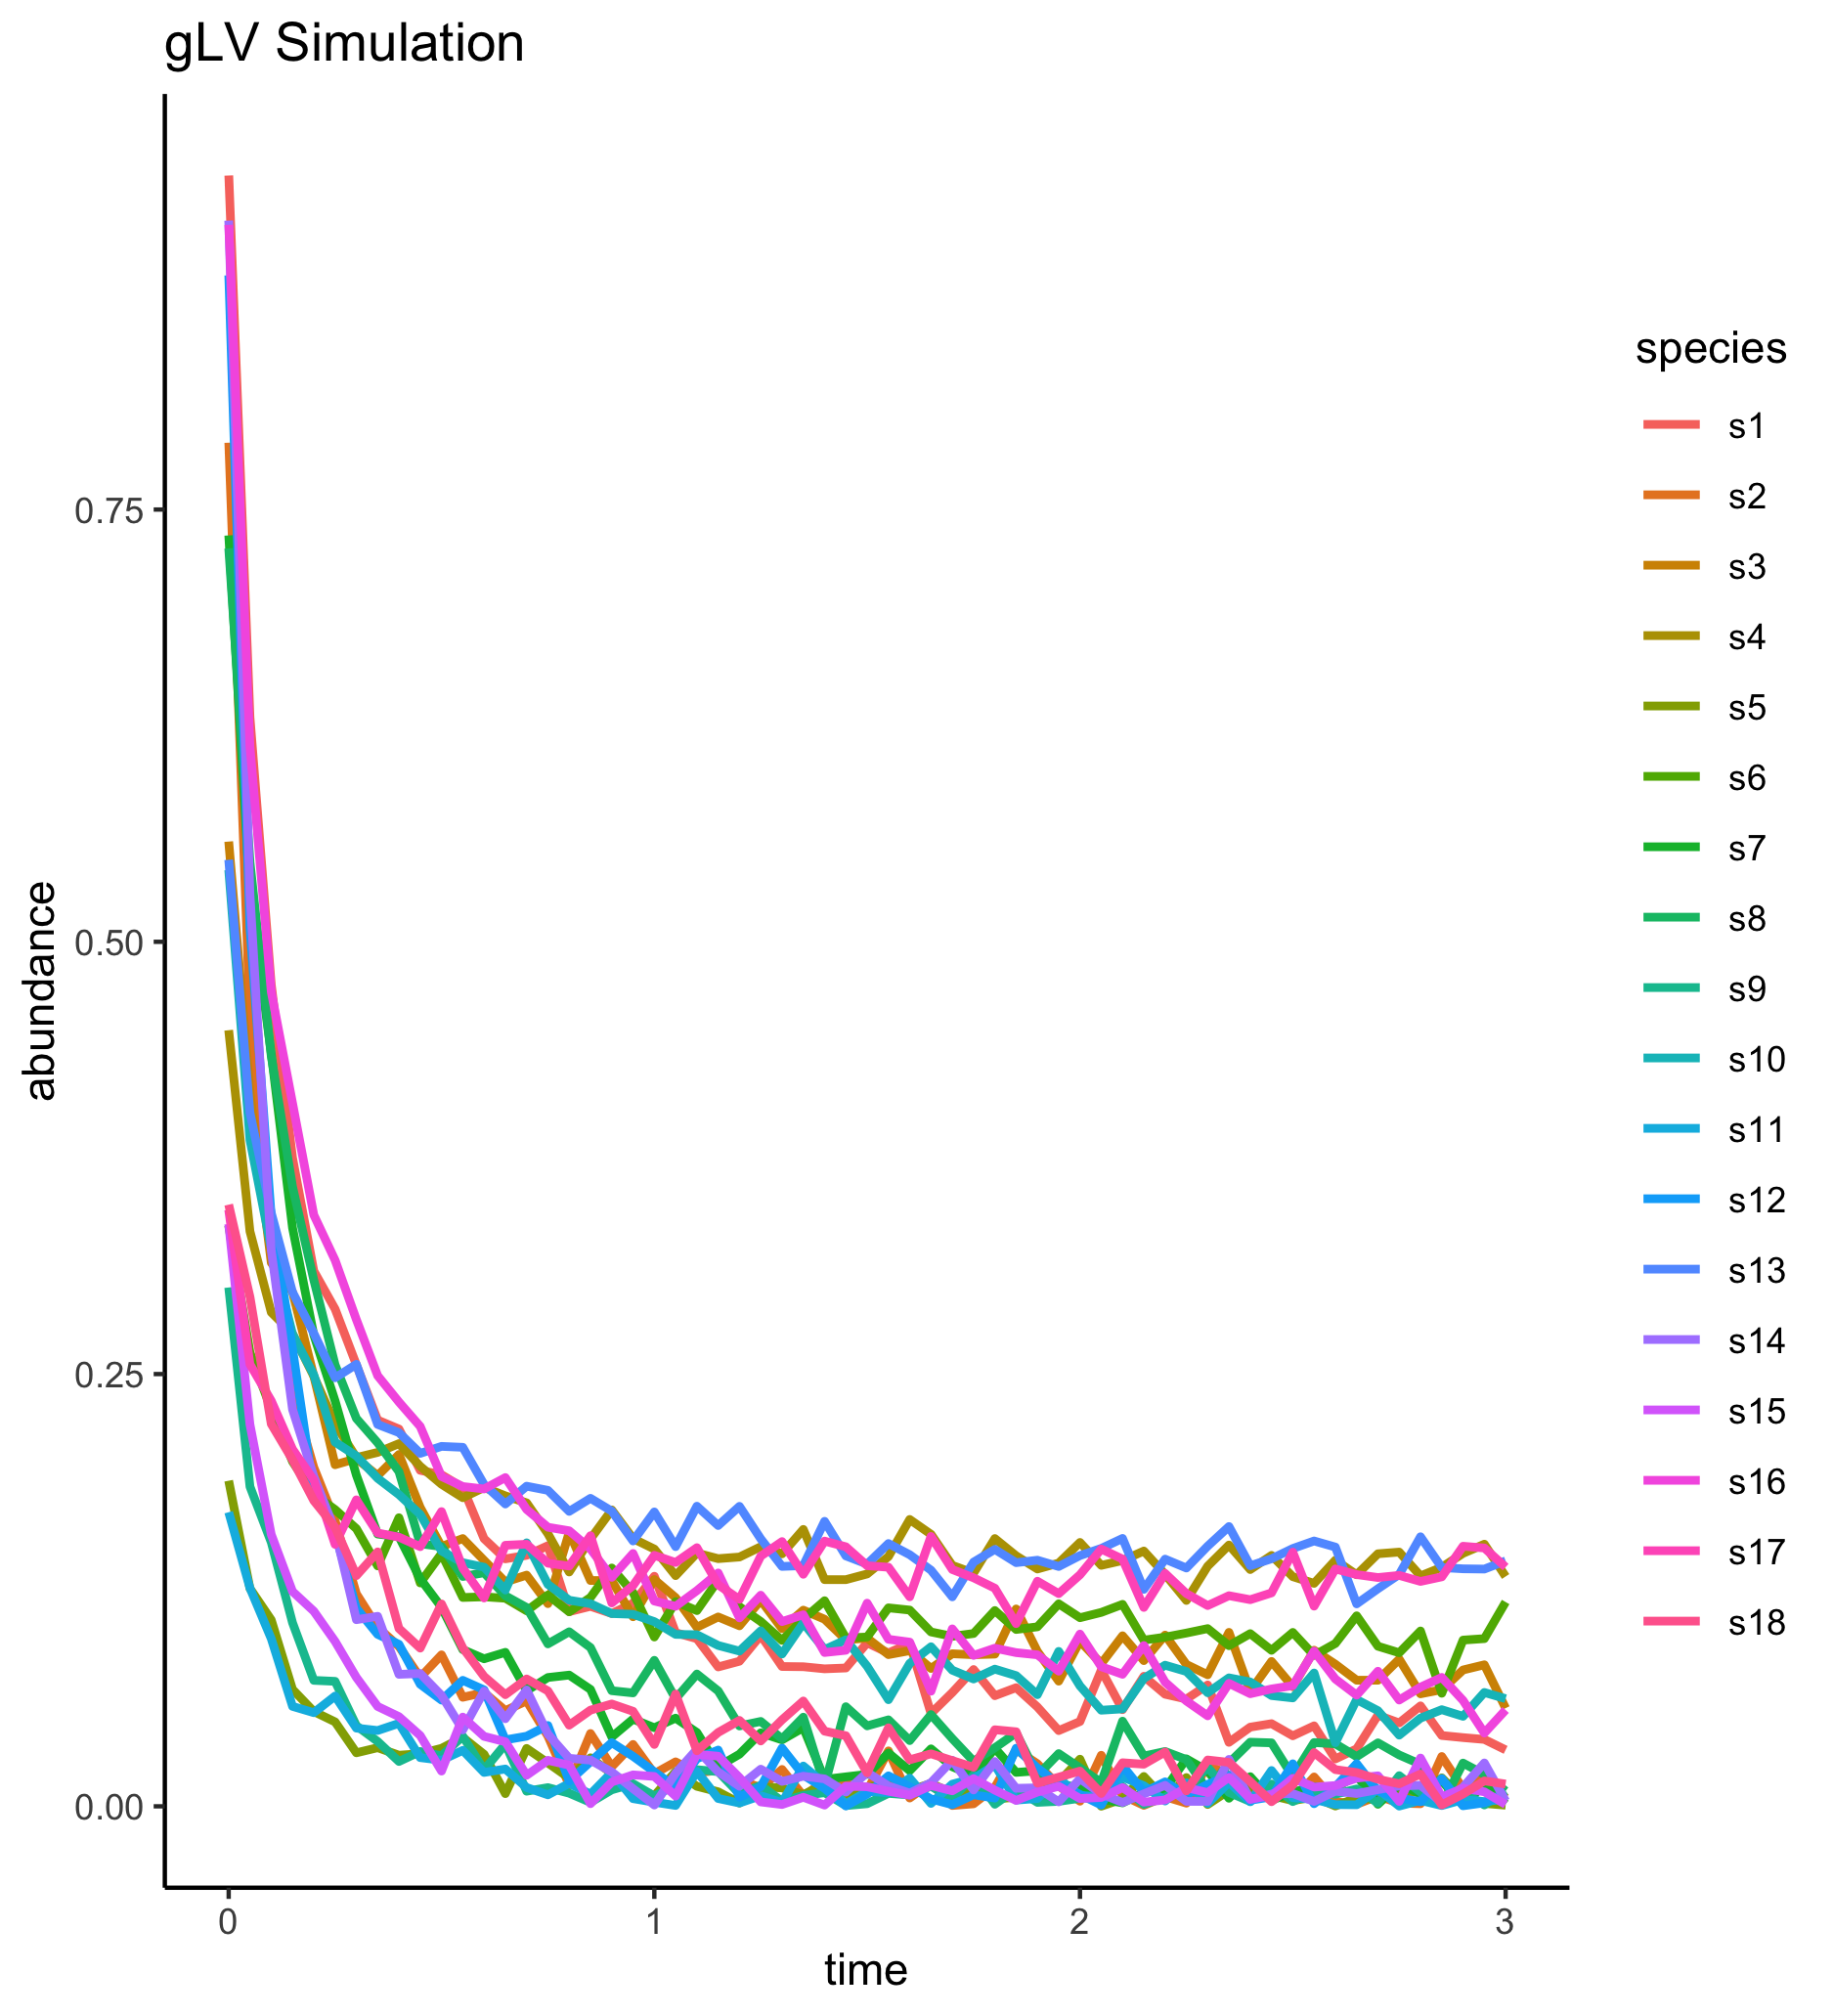 gLV Simulation
abundance
0.75
0.50
0.25
0.00
0
1
2
3
time
species
s1
s2
s3
s4
s5
s6
s7
s8
s9
s10
s11
s12
s13
s14
s15
s16
s17
s18